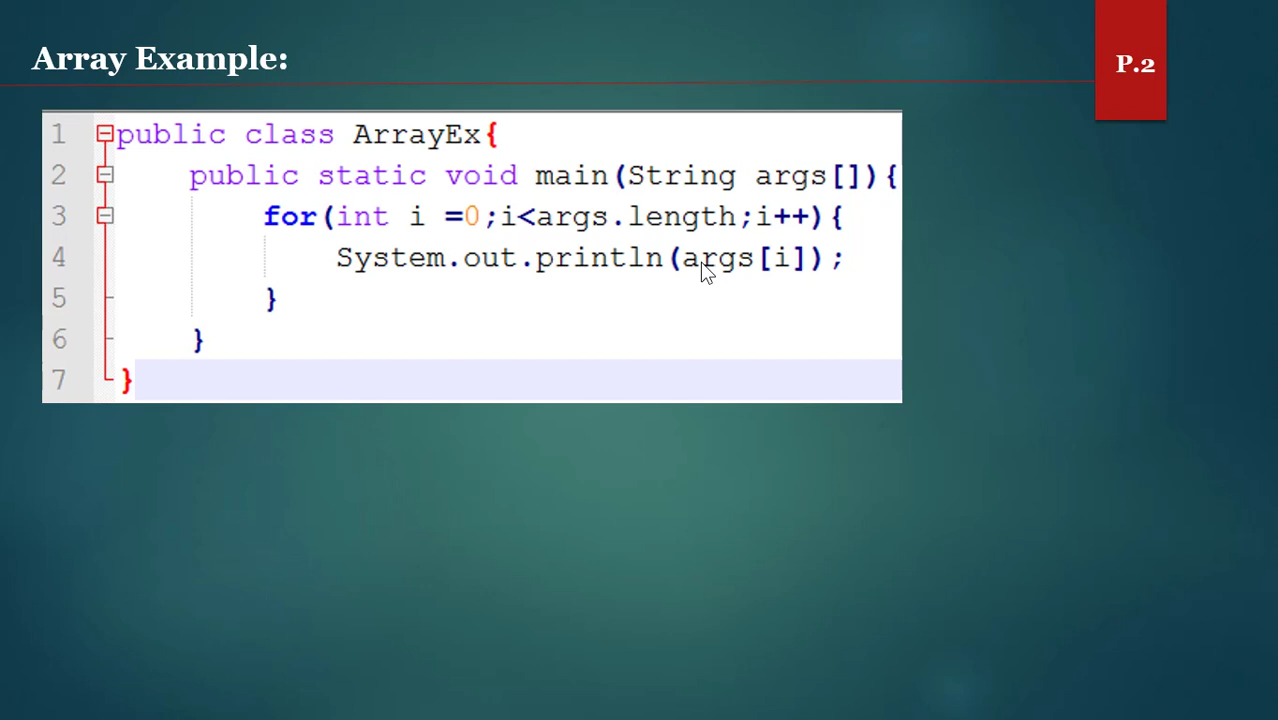 Array Example:
P.2
1 public class ArrayEx{
2 public static void main(String args[]){
3 for(int i =0;i<args.length;i++){
4 System.out.println(args[i]);
5 }
6 }
7 }